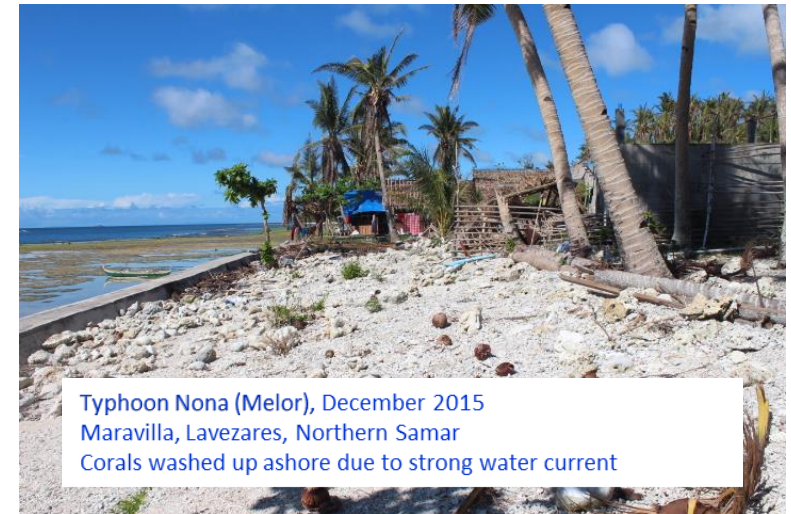 Typhoon Nona (Melor), December 2015
Maravilla, Lavezares, Northern Samar
Corals washed up ashore due to strong water current